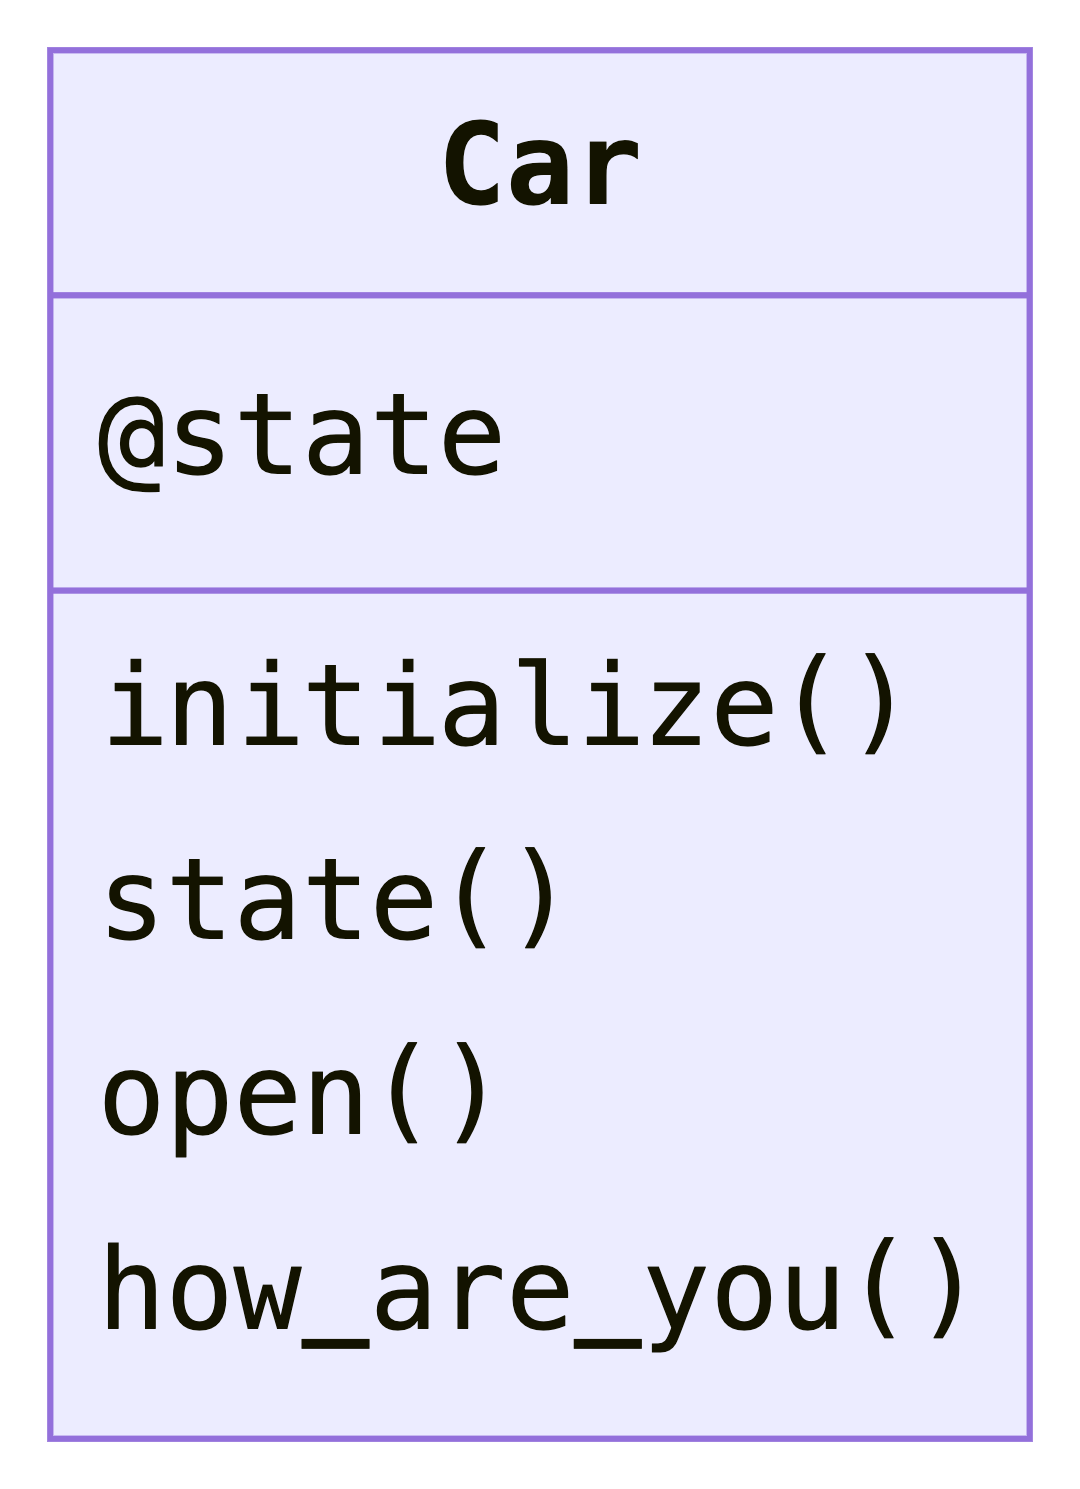 Car
@state
initialize()
state()
open()
how_are_you()